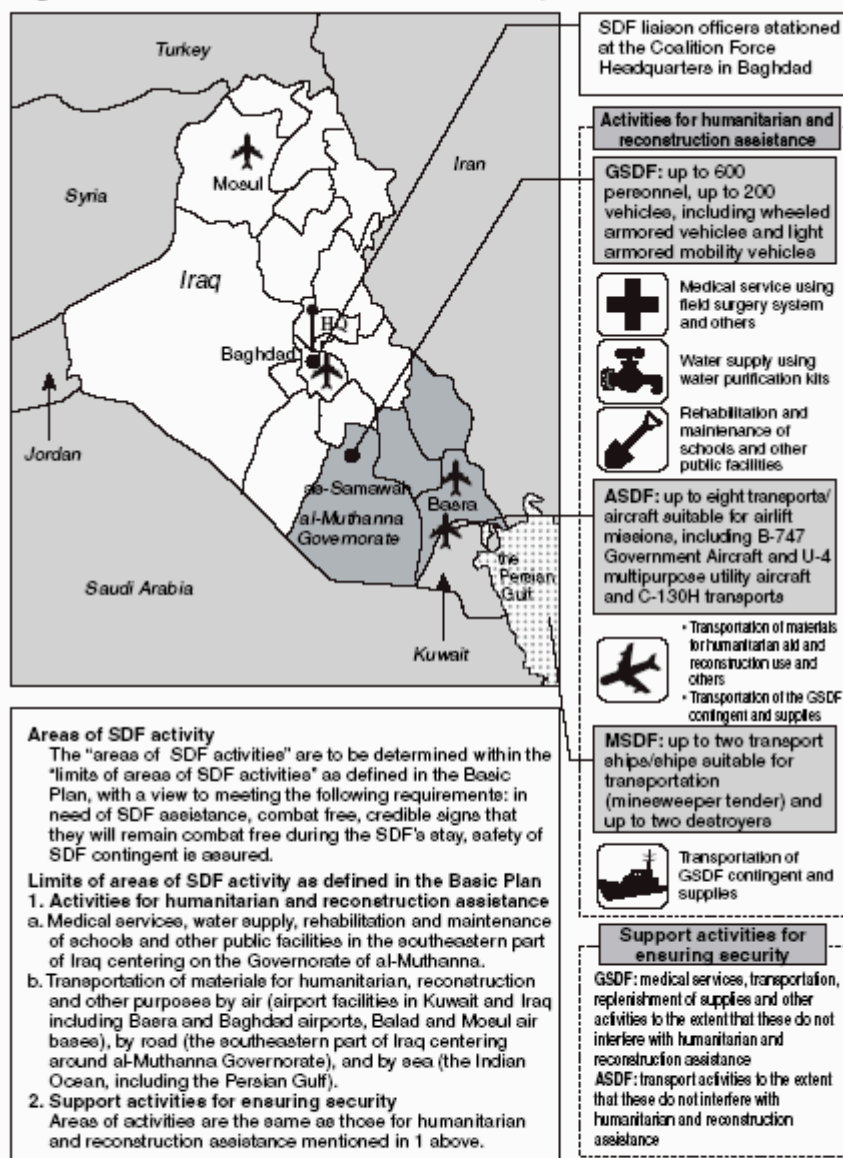 SDF liaison officers stationed
at the Coalition Force
Headquarters in Baghdad
Turkey
Syria
Mosul
Iran
Iraq
HQ
Baghdad
Jordan
as-Samawah
al-Muthanna
Governorate
Basra
Saudi Arabia
the
Persian
Gulf
Kuwait
Activities for humanitarian and
reconstruction assistance
GSDF: up to 600
personnel, up to 200
vehicles, including wheeled
armored vehicles and light
armored mobility vehicles
Medical service using
field surgery system
and others
Water supply using
water purification kits
Rehabilitation and
maintenance of
schools and other
public facilities
ASDF: up to eight transports/
aircraft suitable for airlift
missions, including B-747
Government Aircraft and U-4
multipurpose utility aircraft
and C-130H transports
• Transportation of materials
for humanitarian aid and
reconstruction use and
others
• Transportation of the GSDF
contingent and supplies
MSDF: up to two transport
ships/ships suitable for
transportation
(minesweeper tender) and
up to two destroyers
Transportation of
GSDF contingent and
supplies
Support activities for
ensuring security
GSDF: medical services, transportation,
replenishment of supplies and other
activities to the extent that these do not
interfere with humanitarian and
reconstruction assistance
ASDF: transport activities to the extent
that these do not interfere with
humanitarian and reconstruction
assistance
Areas of SDF activity
The "areas of SDF activities" are to be determined within the
"limits of areas of SDF activities" as defined in the Basic
Plan, with a view to meeting the following requirements: in
need of SDF assistance, combat free, credible signs that
they will remain combat free during the SDF's stay, safety of
SDF contingent is assured.
Limits of areas of SDF activity as defined in the Basic Plan
1. Activities for humanitarian and reconstruction assistance
a. Medical services, water supply, rehabilitation and maintenance
of schools and other public facilities in the southeastern part
of Iraq centering on the Governorate of al-Muthanna.
b. Transportation of materials for humanitarian, reconstruction
and other purposes by air (airport facilities in Kuwait and Iraq
including Basra and Baghdad airports, Balad and Mosul air
bases), by road (the southeastern part of Iraq centering
around al-Muthanna Governorate), and by sea (the Indian
Ocean, including the Persian Gulf).
2. Support activities for ensuring security
Areas of activities are the same as those for humanitarian
and reconstruction assistance mentioned in 1 above.